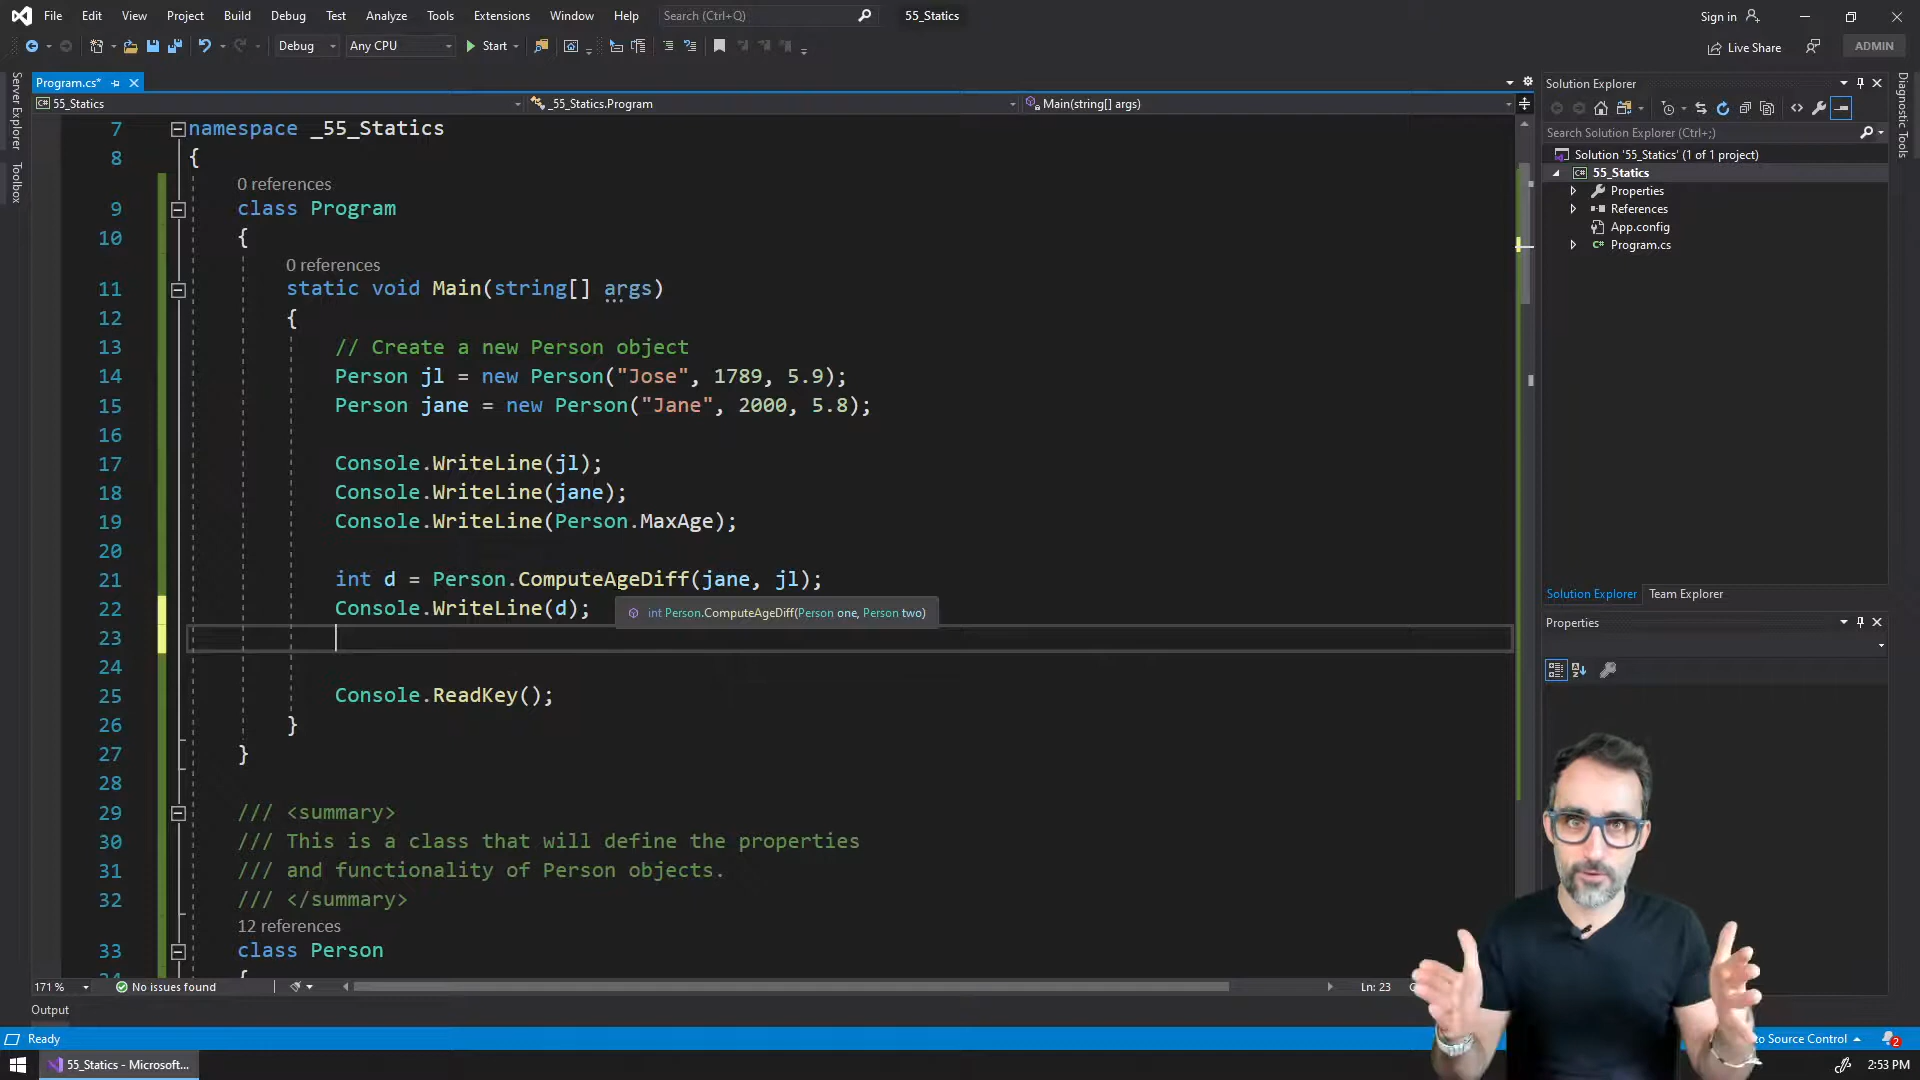 File Edit View Project Build Debug Test Analyze Tools Extensions Window Help Search (Ctrl+Q) 55_Statics Sign in
Debug Any CPU Start Live Share ADMIN
Server Explorer
Toolbox
Program.cs*
55_Statics _55_Statics.Program Main(string[] args)
7 namespace _55_Statics
8 {
0 references
9 class Program
10 {
0 references
11 static void Main(string[] args)
12 {
13 // Create a new Person object
14 Person jl = new Person("Jose", 1789, 5.9);
15 Person jane = new Person("Jane", 2000, 5.8);
16
17 Console.WriteLine(jl);
18 Console.WriteLine(jane);
19 Console.WriteLine(Person.MaxAge);
20
21 int d = Person.ComputeAgeDiff(jane, jl);
22 Console.WriteLine(d);
int Person.ComputeAgeDiff(Person one, Person two)
23
24
25 Console.ReadKey();
26 }
27 }
28
29 /// <summary>
30 /// This is a class that will define the properties
31 /// and functionality of Person objects.
32 /// </summary>
12 references
33 class Person
{
171 % No issues found Ln: 23
Output
Ready
Solution Explorer
Search Solution Explorer (Ctrl+;)
Solution '55_Statics' (1 of 1 project)
55_Statics
Properties
References
App.config
Program.cs
Solution Explorer Team Explorer
Properties
Diagnostic Tools
to Source Control 2
55_Statics - Microsoft...
2:53 PM